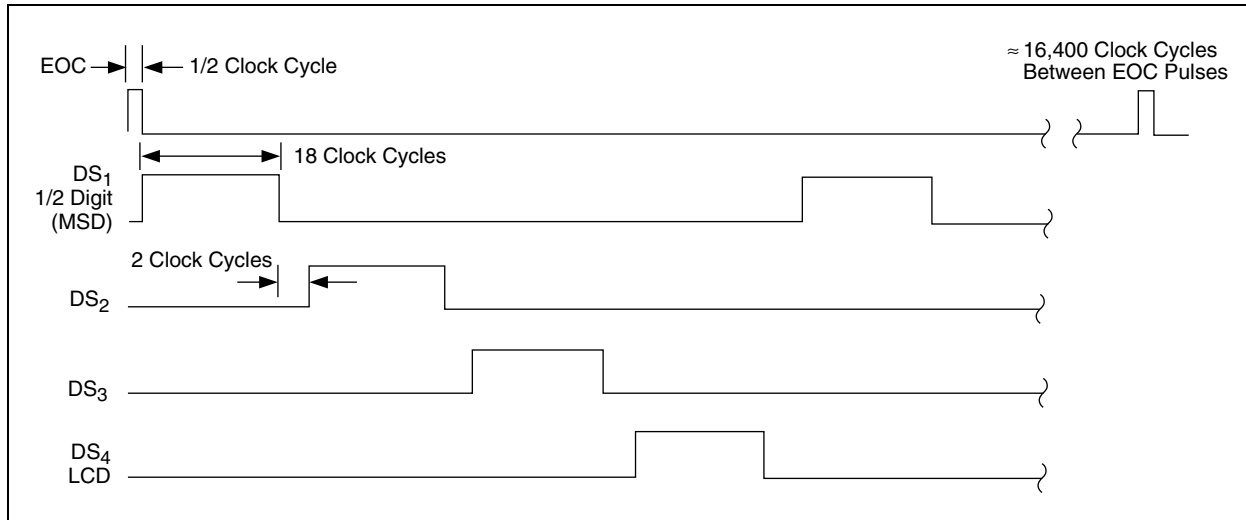 EOC
1/2 Clock Cycle
≈ 16,400 Clock Cycles
Between EOC Pulses
18 Clock Cycles
DS1
1/2 Digit
(MSD)
2 Clock Cycles
DS2
DS3
DS4
LCD